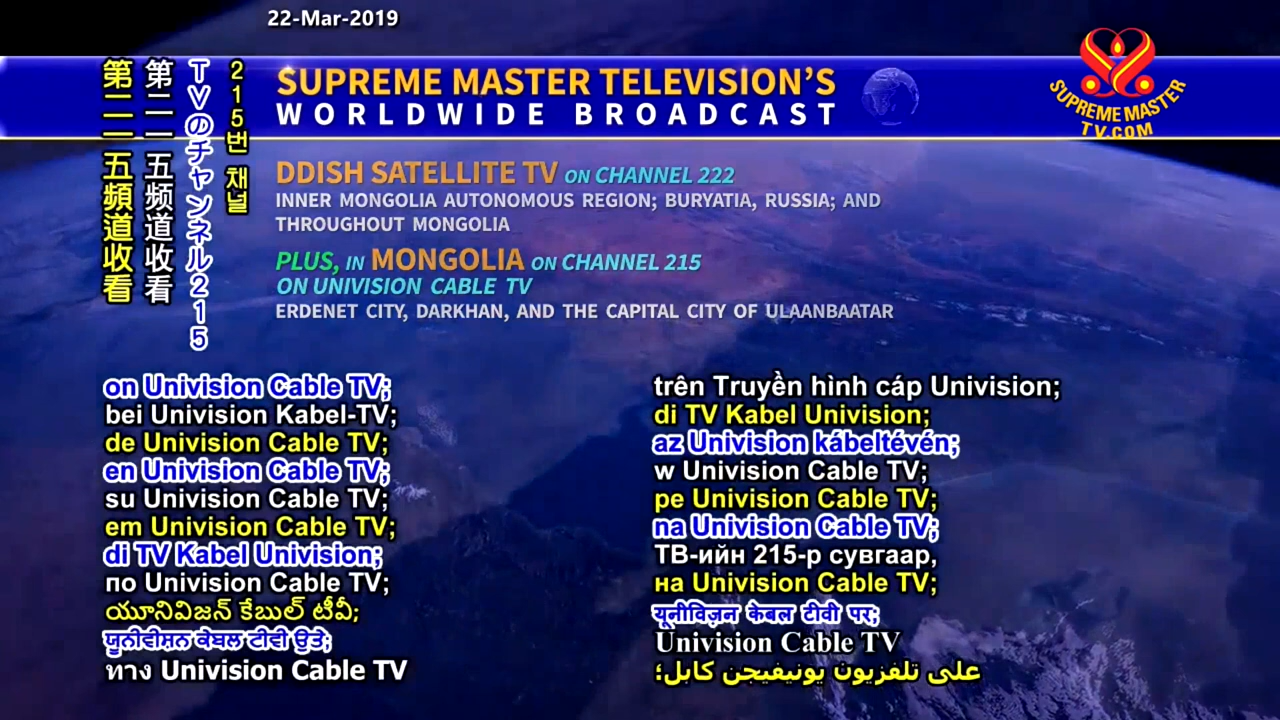 22-Mar-2019
第二一五頻道收看
第二一五频道收看
TVのチャンネル215
215번 채널
SUPREME MASTER TELEVISION'S
WORLDWIDE BROADCAST
SUPREME MASTER
TV.COM
DDISH SATELLITE TV ON CHANNEL 222
INNER MONGOLIA AUTONOMOUS REGION; BURYATIA, RUSSIA; AND
THROUGHOUT MONGOLIA
PLUS, IN MONGOLIA ON CHANNEL 215
ON UNIVISION CABLE TV
ERDENET CITY, DARKHAN, AND THE CAPITAL CITY OF ULAANBAATAR
on Univision Cable TV;
bei Univision Kabel-TV;
de Univision Cable TV;
en Univision Cable TV;
su Univision Cable TV;
em Univision Cable TV;
di TV Kabel Univision;
по Univision Cable TV;
యూనివిజన్ కేబుల్ టీవీ;
ਯੂਨੀਵੀਸ਼ਨ ਕੇਬਲ ਟੀਵੀ ਉਤੇ;
ทาง Univision Cable TV
trên Truyền hình cáp Univision;
di TV Kabel Univision;
az Univision kábeltévén;
w Univision Cable TV;
pe Univision Cable TV;
na Univision Cable TV;
ТВ-ийн 215-р сувгаар,
на Univision Cable TV;
यूनीविज़न केबल टीवी पर;
Univision Cable TV
على تلفزيون يونيفيجن كابل؛